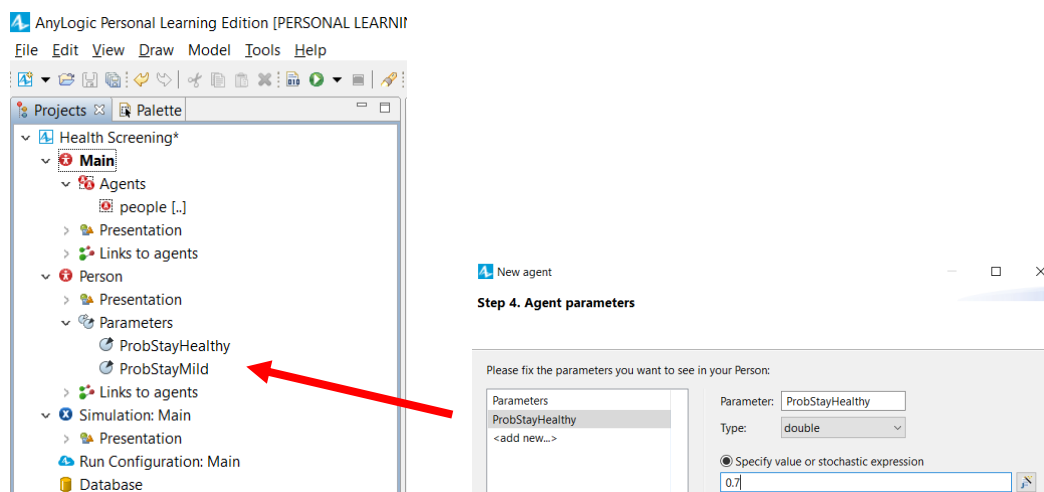 AnyLogic Personal Learning Edition [PERSONAL LEARNIN
File Edit View Draw Model Tools Help
Projects Palette
Health Screening*
Main
Agents
people [..]
Presentation
Links to agents
Person
Presentation
Parameters
ProbStayHealthy
ProbStayMild
Links to agents
Simulation: Main
Presentation
Run Configuration: Main
Database
New agent
Step 4. Agent parameters
Please fix the parameters you want to see in your Person:
Parameters
ProbStayHealthy
<add new...>
Parameter: ProbStayHealthy
Type: double
Specify value or stochastic expression
0.7